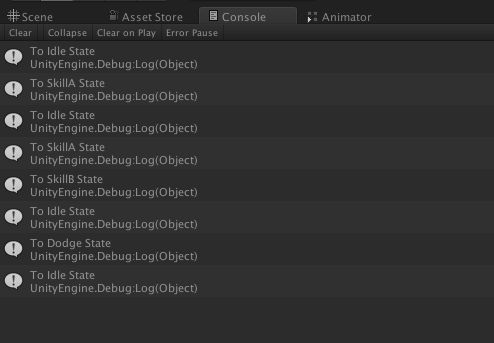 Scene Asset Store Console Animator
Clear Collapse Clear on Play Error Pause
To Idle State
UnityEngine.Debug:Log(Object)
To SkillA State
UnityEngine.Debug:Log(Object)
To Idle State
UnityEngine.Debug:Log(Object)
To SkillA State
UnityEngine.Debug:Log(Object)
To SkillB State
UnityEngine.Debug:Log(Object)
To Idle State
UnityEngine.Debug:Log(Object)
To Dodge State
UnityEngine.Debug:Log(Object)
To Idle State
UnityEngine.Debug:Log(Object)